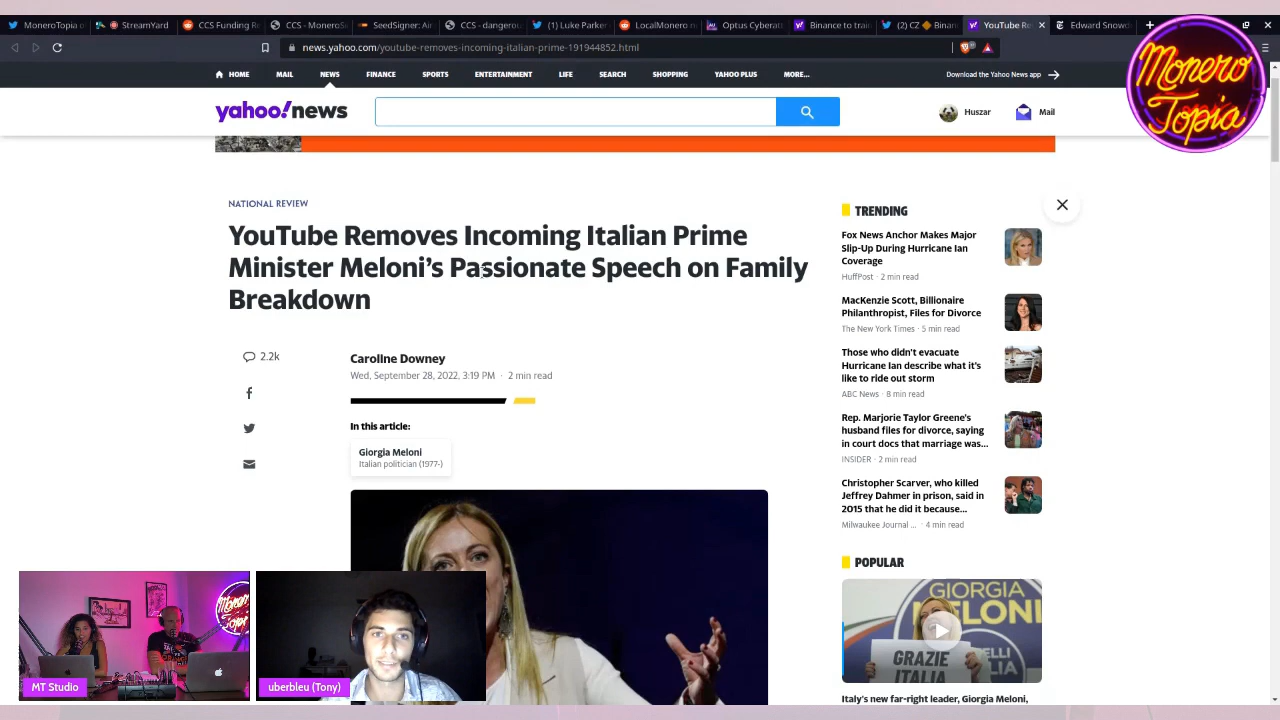 Topic
StreamYard
CCS Funding Re
CCS - MoneroS
SeedSigner: Air
CCS - dangerou
(1) Luke Parker
LocalMonero
Optus Cyberat
Binance to train
(2) CZ Binan
YouTube Re
Edward Snowd
news.yahoo.com/youtube-removes-incoming-italian-prime-191944852.html
HOME MAIL NEWS FINANCE SPORTS ENTERTAINMENT LIFE SEARCH SHOPPING YAHOO PLUS MORE...
Download the Yahoo News app
yahoo!news
Huszar
Mail
Monero
Topia
NATIONAL REVIEW
YouTube Removes Incoming Italian Prime
Minister Meloni’s Passionate Speech on Family
Breakdown
2.2k
Caroline Downey
Wed, September 28, 2022, 3:19 PM · 2 min read
In this article:
Giorgia Meloni
Italian politician (1977-)
TRENDING
Fox News Anchor Makes Major
Slip-Up During Hurricane Ian
Coverage
HuffPost · 2 min read
MacKenzie Scott, Billionaire
Philanthropist, Files for Divorce
The New York Times · 5 min read
Those who didn't evacuate
Hurricane Ian describe what it's
like to ride out storm
ABC News · 8 min read
Rep. Marjorie Taylor Greene's
husband files for divorce, saying
in court docs that marriage was...
INSIDER · 2 min read
Christopher Scarver, who killed
Jeffrey Dahmer in prison, said in
2015 that he did it because...
Milwaukee Journal ... · 4 min read
POPULAR
GIORGIA
MELONI
GRAZIE
ITALIA
Italy's new far-right leader, Giorgia Meloni,
Monero
Topia
MT Studio
uberbleu (Tony)